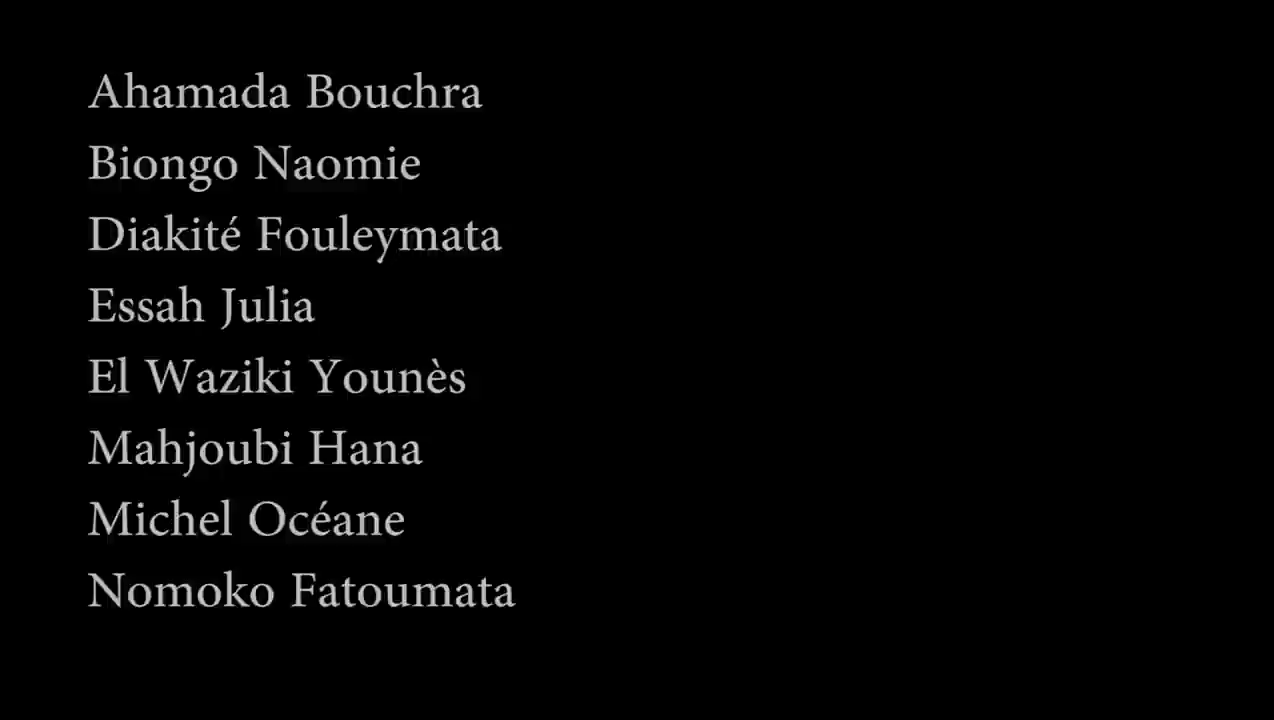 Ahamada Bouchra
Biongo Naomie
Diakité Fouleymata
Essah Julia
El Waziki Younès
Mahjoubi Hana
Michel Océane
Nomoko Fatoumata